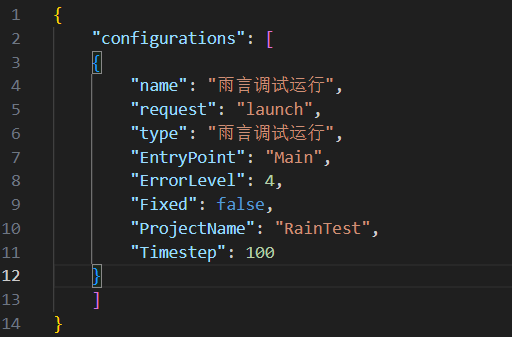 1 {
2     "configurations": [
3     {
4         "name": "雨言调试运行",
5         "request": "launch",
6         "type": "雨言调试运行",
7         "EntryPoint": "Main",
8         "ErrorLevel": 4,
9         "Fixed": false,
10         "ProjectName": "RainTest",
11         "Timestep": 100
12     }
13     ]
14 }